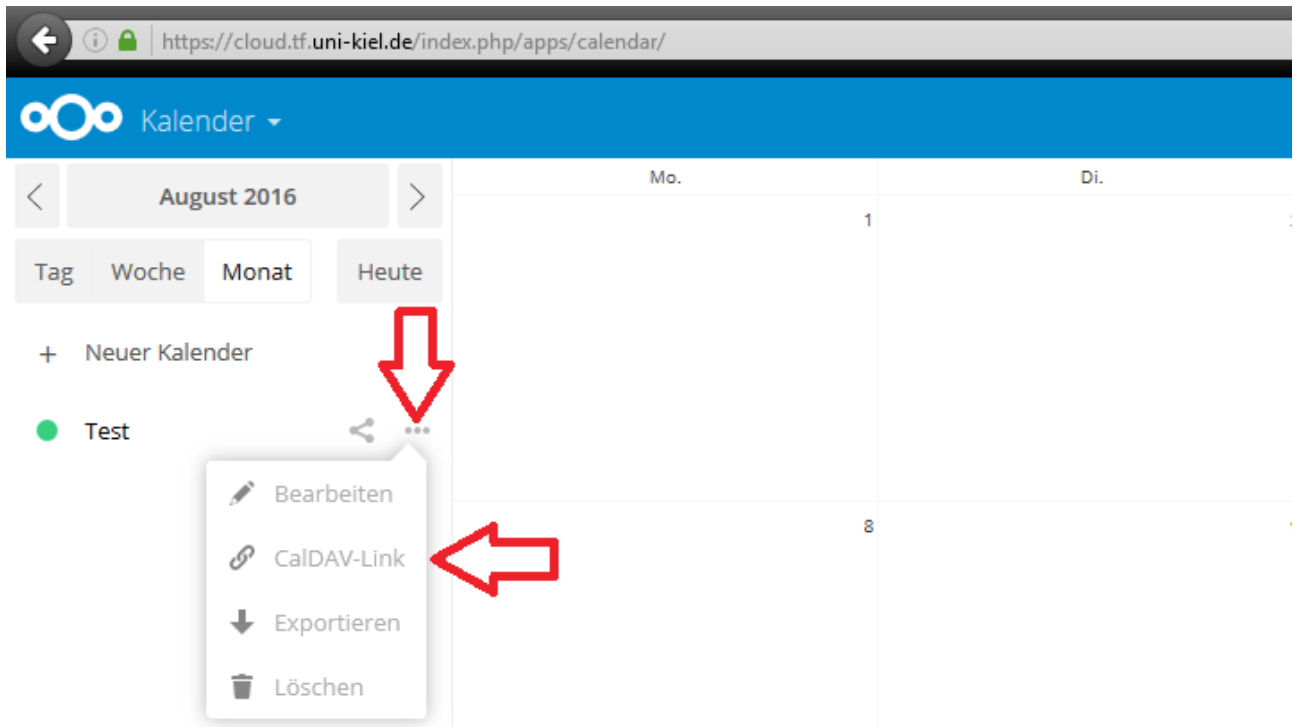 https://cloud.tf.uni-kiel.de/index.php/apps/calendar/
Kalender
August 2016
Mo.
Di.
1
Tag Woche Monat Heute
+ Neuer Kalender
Test
Bearbeiten
8
CalDAV-Link
Exportieren
Löschen